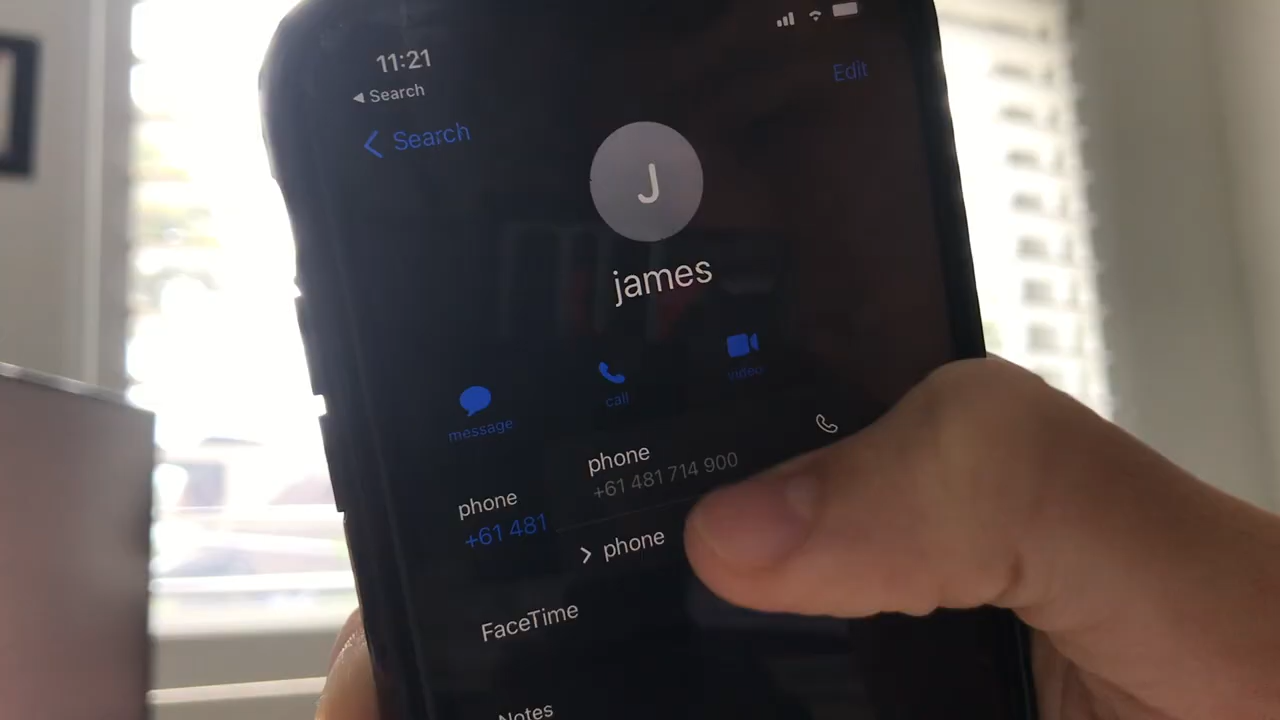 11:21
Search
Edit
Search
J
james
message
call
video
phone
+61 481 714 900
phone
+61 481
phone
FaceTime
Notes